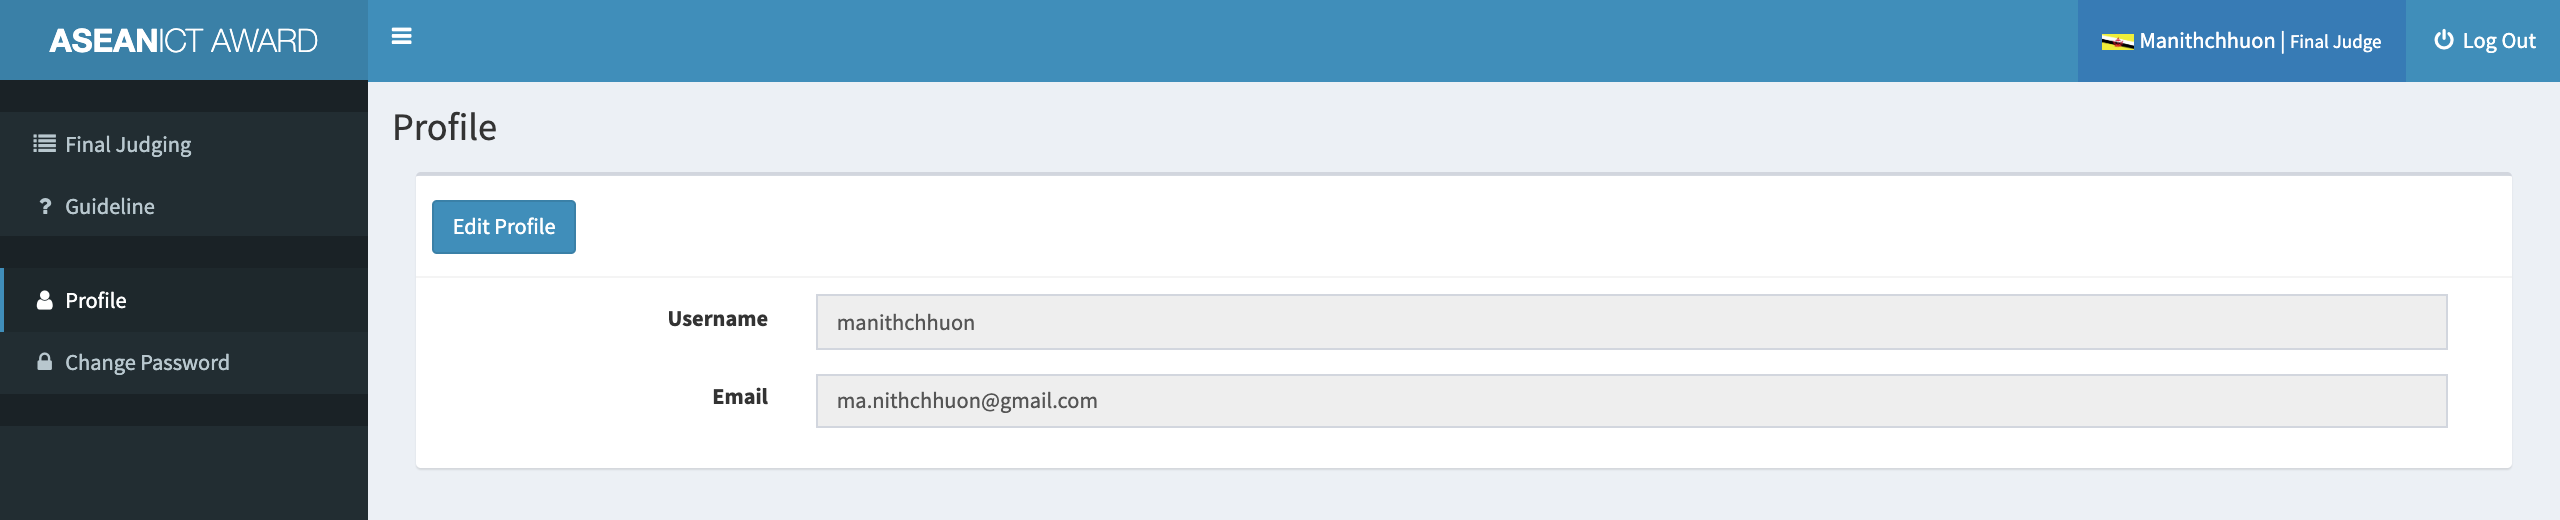 ASEANICT AWARD
Manithchhuon | Final Judge
Log Out
Final Judging
? Guideline
Profile
Change Password
Profile
Edit Profile
Username
manithchhuon
Email
ma.nithchhuon@gmail.com